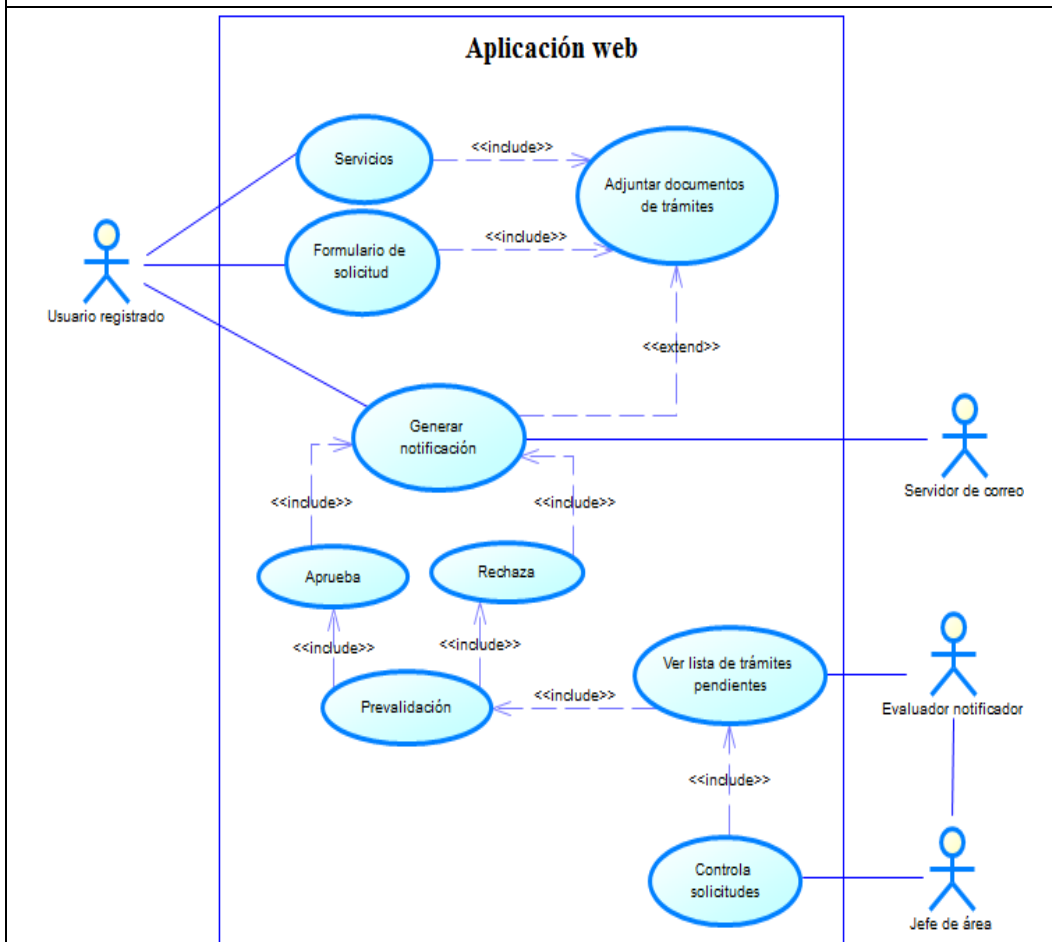 Aplicación web
Servicios
<<include>>
Adjuntar documentos
de trámites
Formulario de
solicitud
<<include>>
Usuario registrado
<<extend>>
Generar
notificación
Servidor de correo
<<include>>
<<include>>
Aprueba
Rechaza
<<include>>
<<include>>
Ver lista de trámites
pendientes
Prevalidación
<<include>>
Evaluador notificador
<<include>>
Controla
solicitudes
Jefe de área